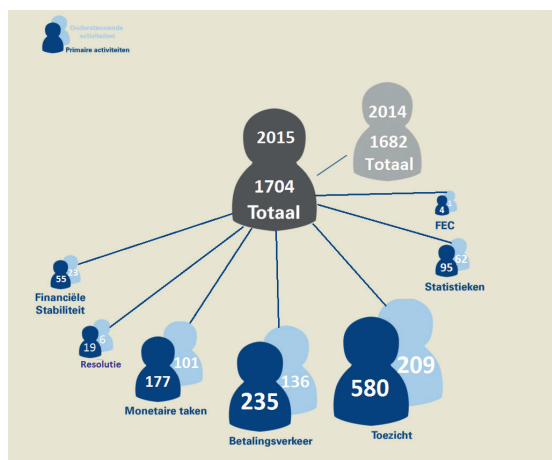 Ondersteunende
activiteiten
Primaire activiteiten
2014
1682
Totaal
2015
1704
Totaal
4
FEC
62
95
Statistieken
23
55
Financiële
Stabiliteit
6
19
Resolutie
101
177
Monetaire taken
136
235
Betalingsverkeer
209
580
Toezicht